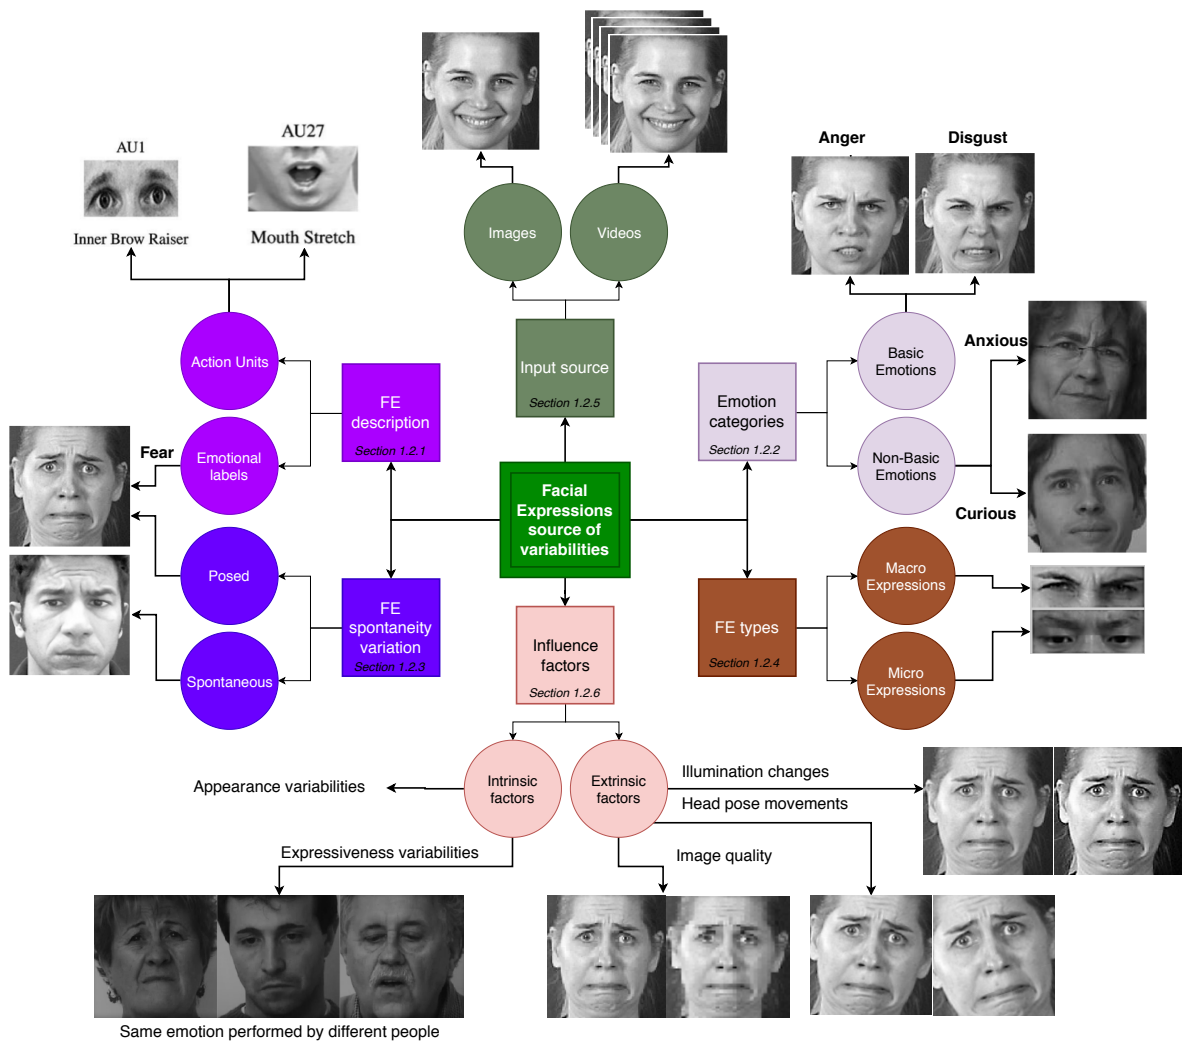 AU1
AU27
Inner Brow Raiser
Mouth Stretch
Images
Videos
Anger
Disgust
Action Units
FE
description
Section 1.2.1
Input source
Section 1.2.5
Emotion
categories
Section 1.2.2
Basic
Emotions
Anxious
Fear
Emotional
labels
Non-Basic
Emotions
Curious
Facial
Expressions
source of
variabilities
Posed
FE
spontaneity
variation
Section 1.2.3
Spontaneous
Influence
factors
Section 1.2.6
FE types
Section 1.2.4
Macro
Expressions
Micro
Expressions
Appearance variabilities
Intrinsic
factors
Extrinsic
factors
Illumination changes
Head pose movements
Expressiveness variabilities
Image quality
Same emotion performed by different people